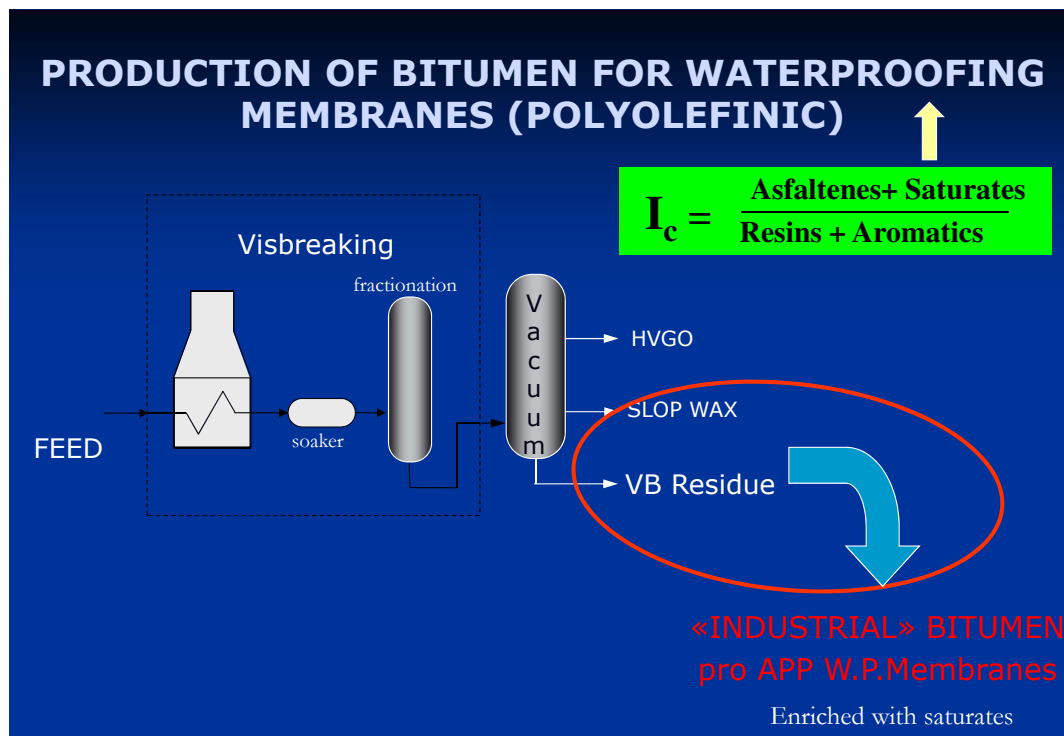 PRODUCTION OF BITUMEN FOR WATERPROOFING
MEMBRANES (POLYOLEFINIC)
Ic = Asfaltenes+ Saturates
Resins + Aromatics
Visbreaking
fractionation
Vacuum
HVGO
SLOP WAX
soaker
FEED
VB Residue
«INDUSTRIAL» BITUMEN
pro APP W.P.Membranes
Enriched with saturates